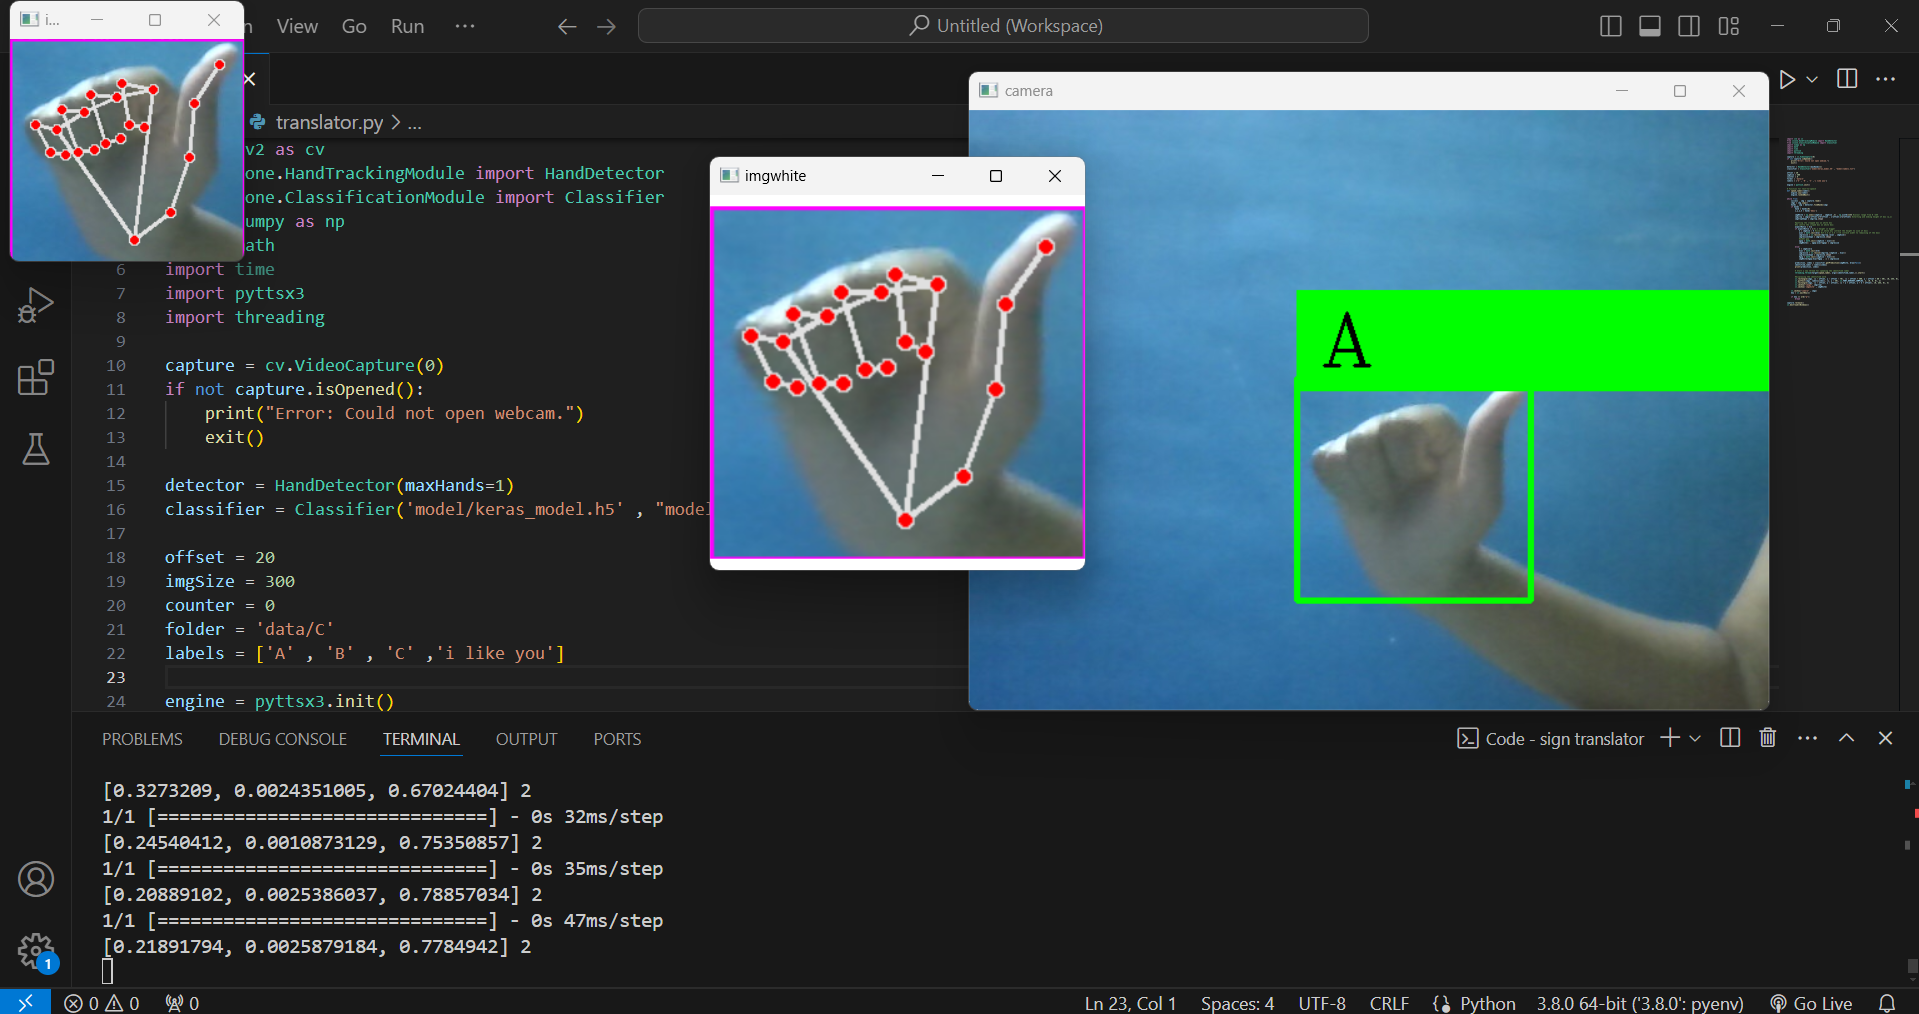 i...
n View Go Run ...
Untitled (Workspace)
translator.py > ...
v2 as cv
one.HandTrackingModule import HandDetector
one.ClassificationModule import Classifier
umpy as np
ath
6 import time
7 import pyttsx3
8 import threading
9
10 capture = cv.VideoCapture(0)
11 if not capture.isOpened():
12 print("Error: Could not open webcam.")
13 exit()
14
15 detector = HandDetector(maxHands=1)
16 classifier = Classifier('model/keras_model.h5' , "model
17
18 offset = 20
19 imgSize = 300
20 counter = 0
21 folder = 'data/C'
22 labels = ['A' , 'B' , 'C' ,'i like you']
23
24 engine = pyttsx3.init()
imgwhite
camera
A
PROBLEMS DEBUG CONSOLE TERMINAL OUTPUT PORTS
Code - sign translator
[0.3273209, 0.0024351005, 0.67024404] 2
1/1 [==============================] - 0s 32ms/step
[0.24540412, 0.0010873129, 0.75350857] 2
1/1 [==============================] - 0s 35ms/step
[0.20889102, 0.0025386037, 0.78857034] 2
1/1 [==============================] - 0s 47ms/step
[0.21891794, 0.0025879184, 0.7784942] 2
1
0 0 0
Ln 23, Col 1 Spaces: 4 UTF-8 CRLF Python 3.8.0 64-bit ('3.8.0': pyenv) Go Live